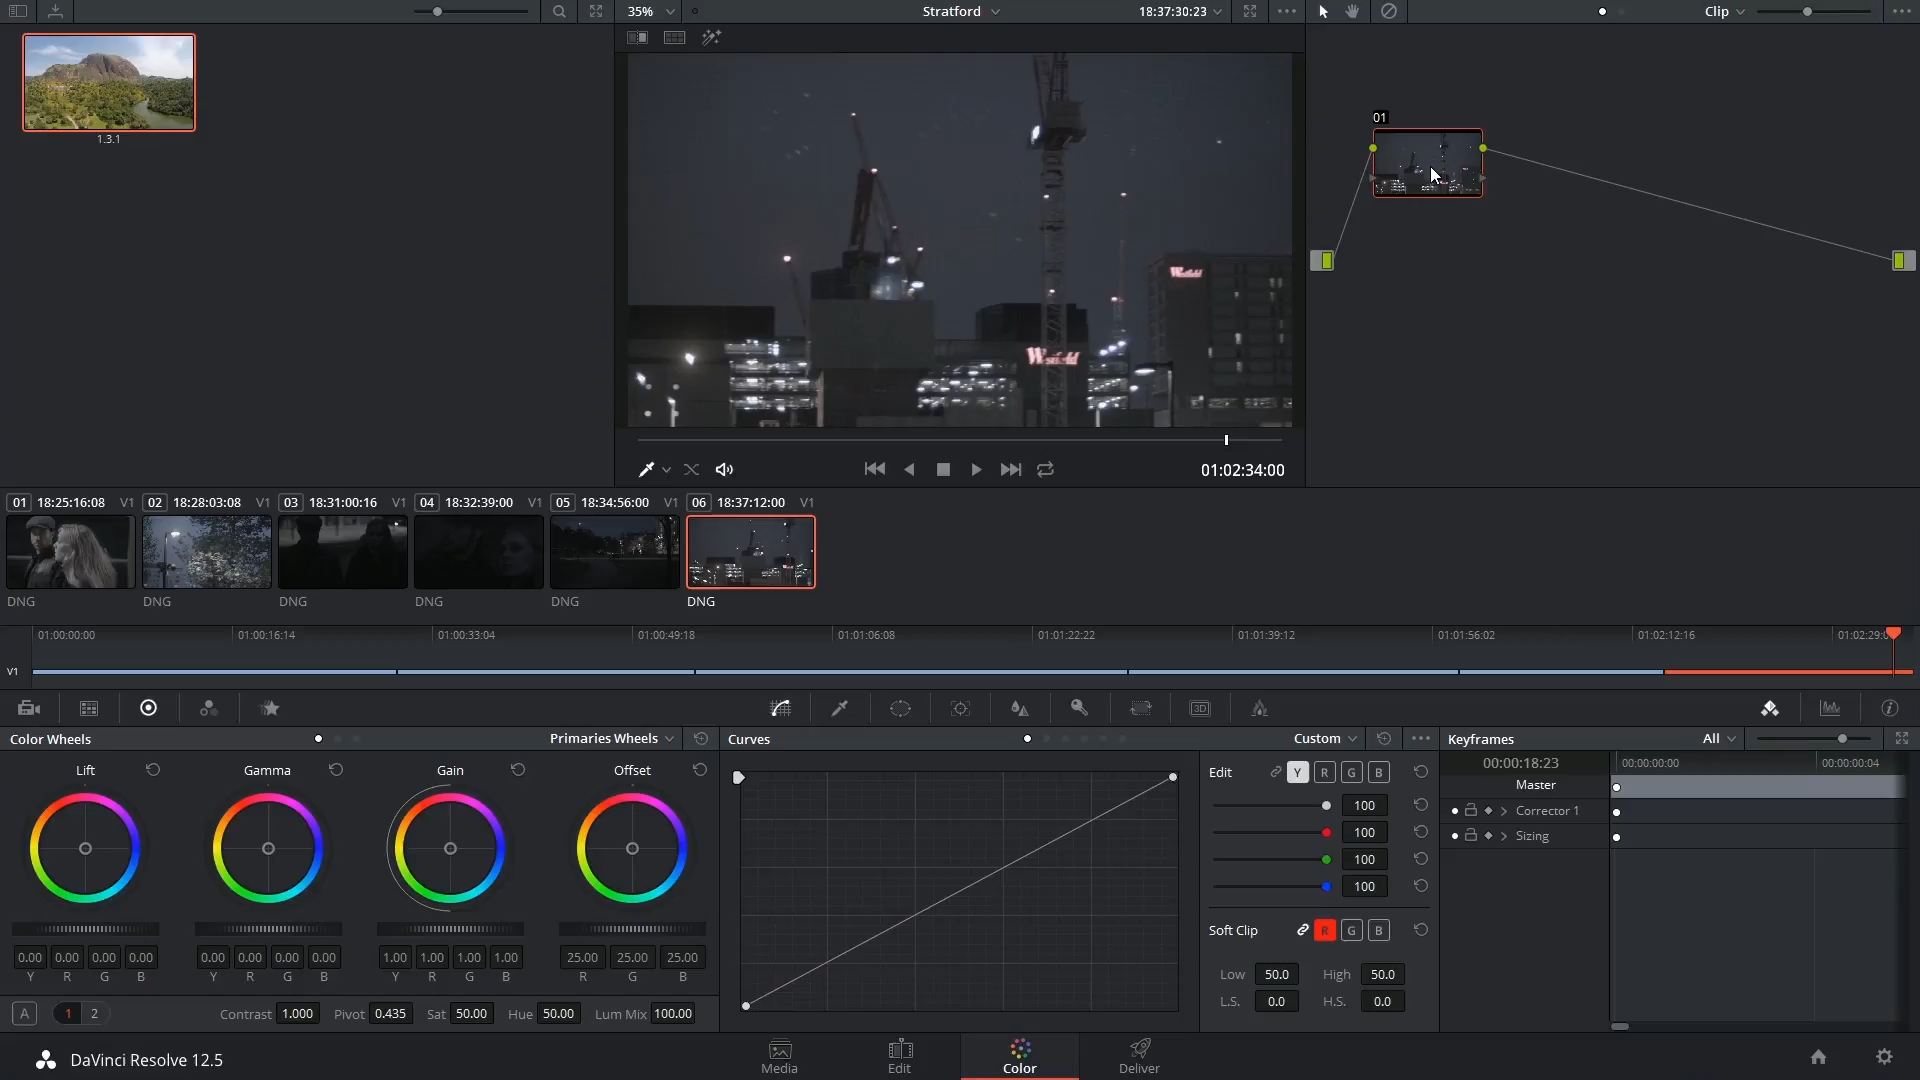 35%
Stratford
18:37:30:23
Clip
1.3.1
01
Westfield
Westfield
01:02:34:00
01 18:25:16:08 V1
02 18:28:03:08 V1
03 18:31:00:16 V1
04 18:32:39:00 V1
05 18:34:56:00 V1
06 18:37:12:00 V1
DNG
DNG
DNG
DNG
DNG
DNG
01:00:00:00
01:00:16:14
01:00:33:04
01:00:49:18
01:01:06:08
01:01:22:22
01:01:39:12
01:01:56:02
01:02:12:16
V1
3D
Color Wheels
Primaries Wheels
Lift
Gamma
Gain
Offset
0.00 0.00 0.00 0.00
0.00 0.00 0.00 0.00
1.00 1.00 1.00 1.00
25.00 25.00 25.00
Y R G B
Y R G B
Y R G B
R G B
A
1 2
Contrast 1.000
Pivot 0.435
Sat 50.00
Hue 50.00
Lum Mix 100.00
Curves
Custom
Edit
Y R G B
100
100
100
100
Soft Clip
R G B
Low 50.0 High 50.0
L.S. 0.0 H.S. 0.0
Keyframes
All
00:00:18:23
00:00:00:00
00:00:00:04
Master
Corrector 1
Sizing
DaVinci Resolve 12.5
Media
Edit
Color
Deliver